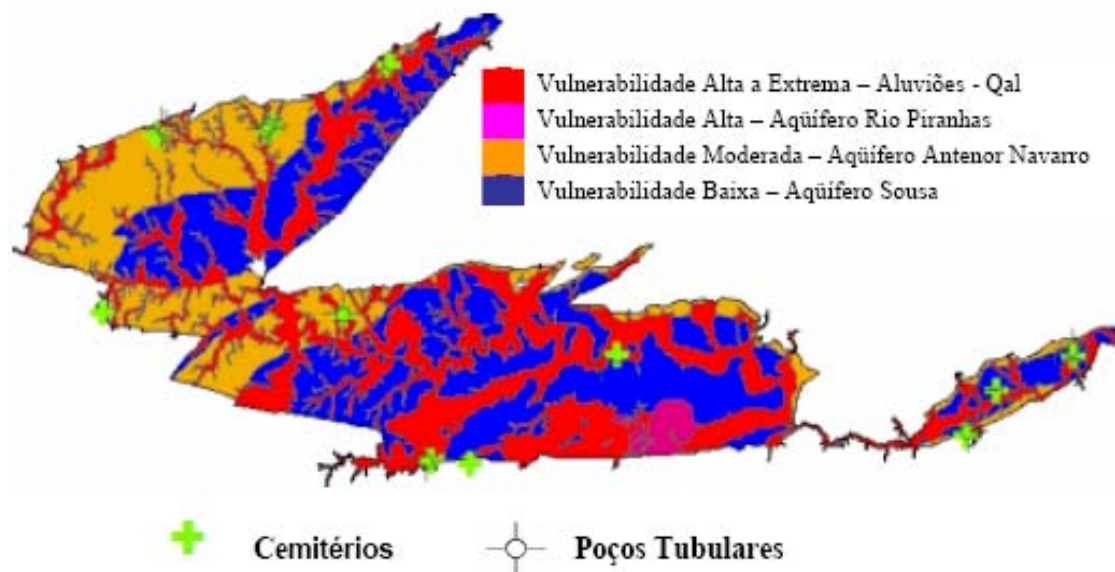 Vulnerabilidade Alta a Extrema – Aluviões - Qal
Vulnerabilidade Alta – Aqüífero Rio Piranhas
Vulnerabilidade Moderada – Aqüífero Antenor Navarro
Vulnerabilidade Baixa – Aqüífero Sousa
Cemitérios
Poços Tubulares